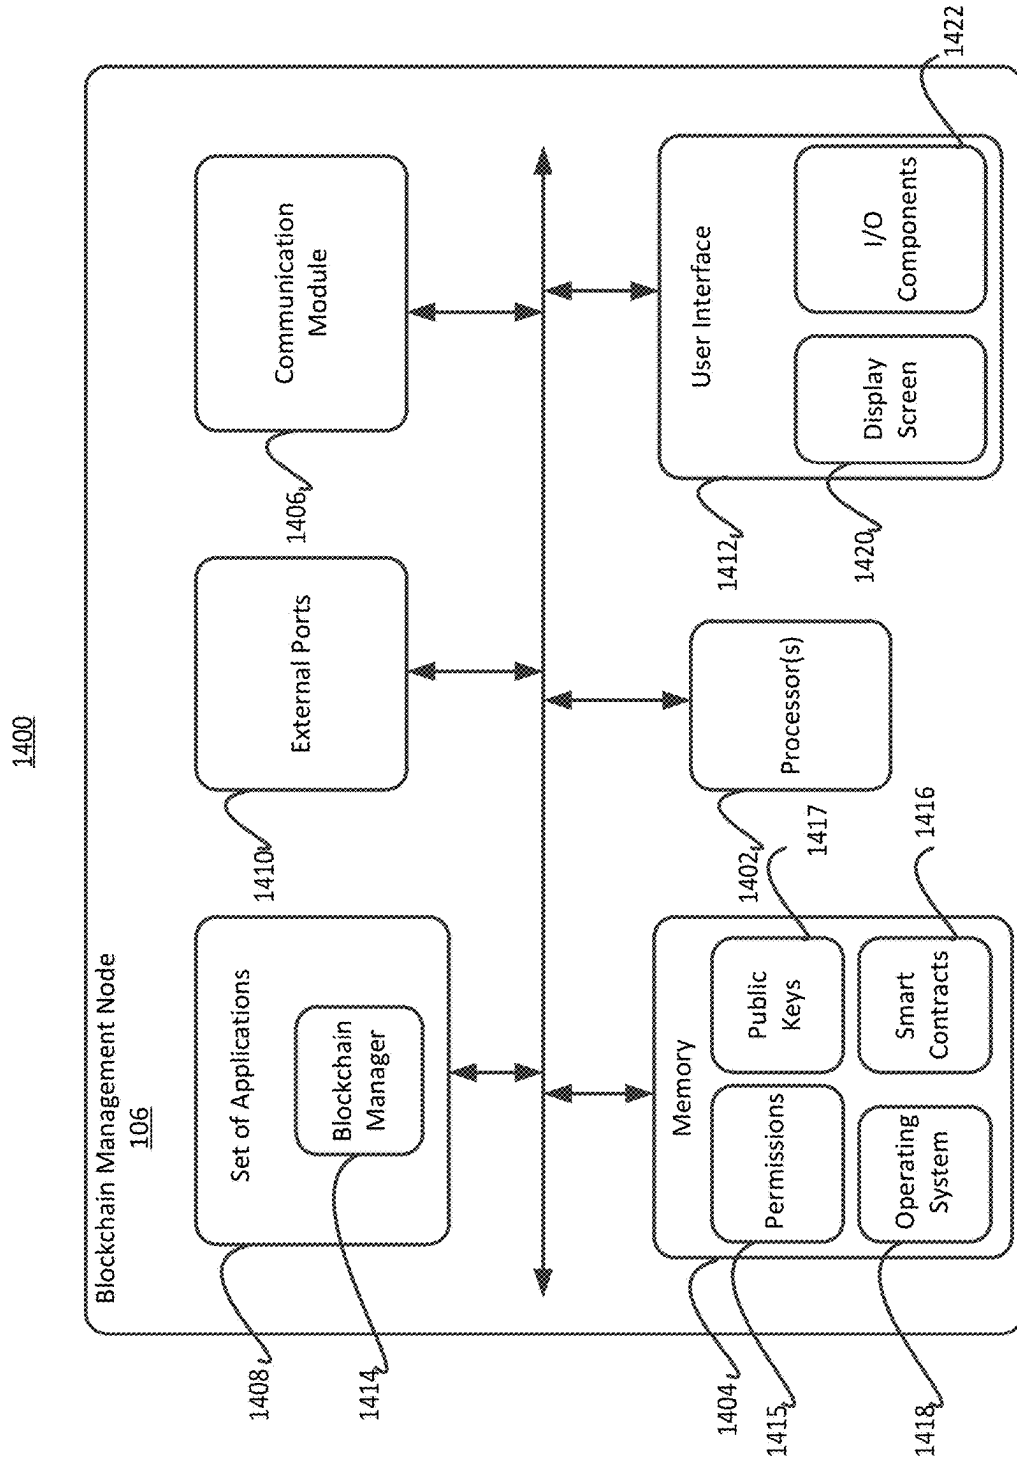 1400
Blockchain Management Node
106
Set of Applications
Blockchain
Manager
1408
1414
External Ports
1410
Communication
Module
1406
Memory
Permissions
Public
Keys
Operating
System
Smart
Contracts
1404
1415
1418
1417
1416
Processor(s)
1402
User Interface
Display
Screen
I/O
Components
1412
1420
1422